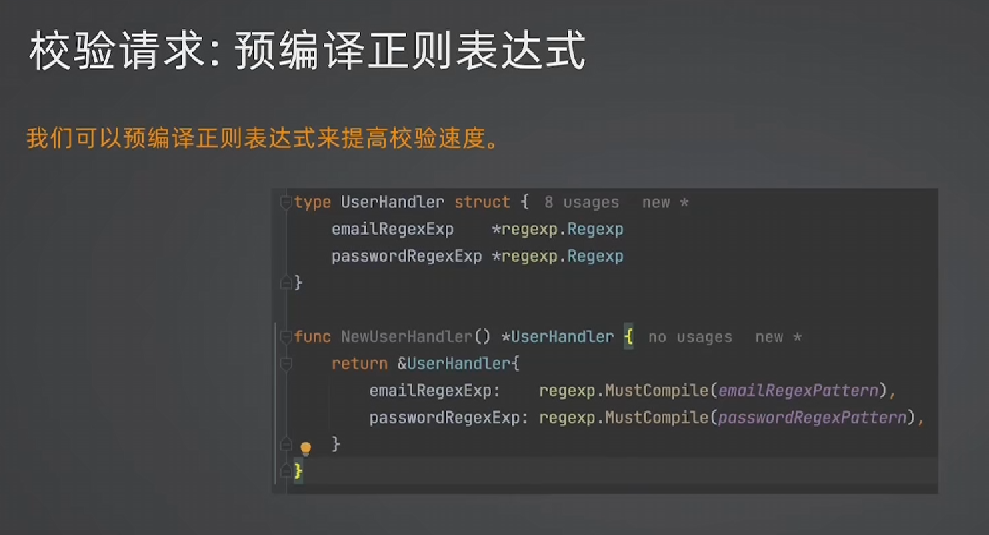 校验请求: 预编译正则表达式
我们可以预编译正则表达式来提高校验速度。
type UserHandler struct { 8 usages new *
emailRegexExp *regexp.Regexp
passwordRegexExp *regexp.Regexp
}
func NewUserHandler() *UserHandler { no usages new *
return &UserHandler{
emailRegexExp: regexp.MustCompile(emailRegexPattern),
passwordRegexExp: regexp.MustCompile(passwordRegexPattern),
}
}